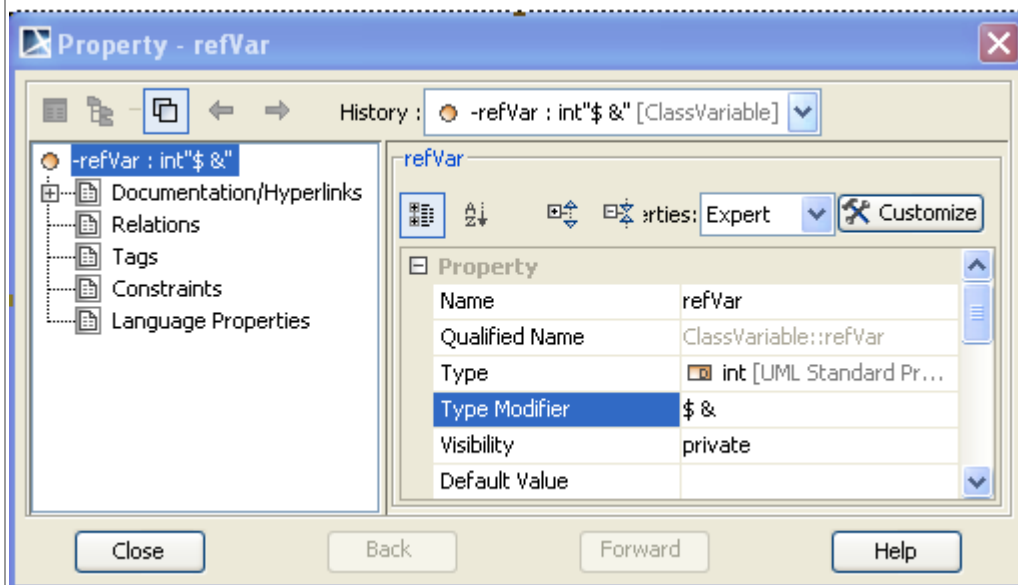 Property - refVar
History : -refVar : int"$ &" [ClassVariable]
-refVar : int"$ &"
Documentation/Hyperlinks
Relations
Tags
Constraints
Language Properties
refVar
A Z erties: Expert Customize
Property
Name refVar
Qualified Name ClassVariable::refVar
Type int [UML Standard Pr...
Type Modifier $ &
Visibility private
Default Value
Close Back Forward Help